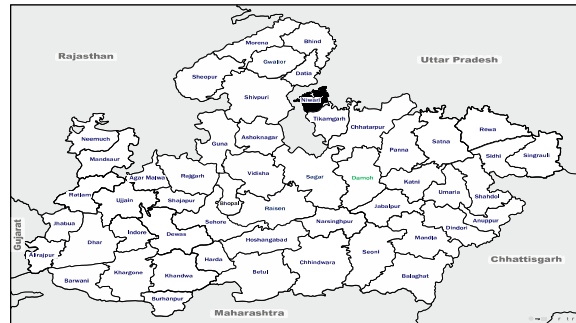 Morena
Bhind
Rajasthan
Gwalior
Uttar Pradesh
Datia
Sheopur
Shivpuri
Niwari
Tikamgarh
Chhatarpur
Rewa
Neemuch
Guna
Ashoknagar
Panna
Satna
Sidhi
Singrauli
Mandsaur
Agar Malwa
Rajgarh
Vidisha
Sagar
Damoh
Katni
Umaria
Shahdol
Ratlam
Ujjain
Shajapur
Bhopal
Raisen
Jabalpur
Jhabua
Sehore
Narsinghpur
Anuppur
Dindori
Gujarat
Dhar
Indore
Dewas
Hoshangabad
Mandla
Alirajpur
Harda
Seoni
Chhattisgarh
Barwani
Khargone
Khandwa
Betul
Chhindwara
Balaghat
Burhanpur
Maharashtra